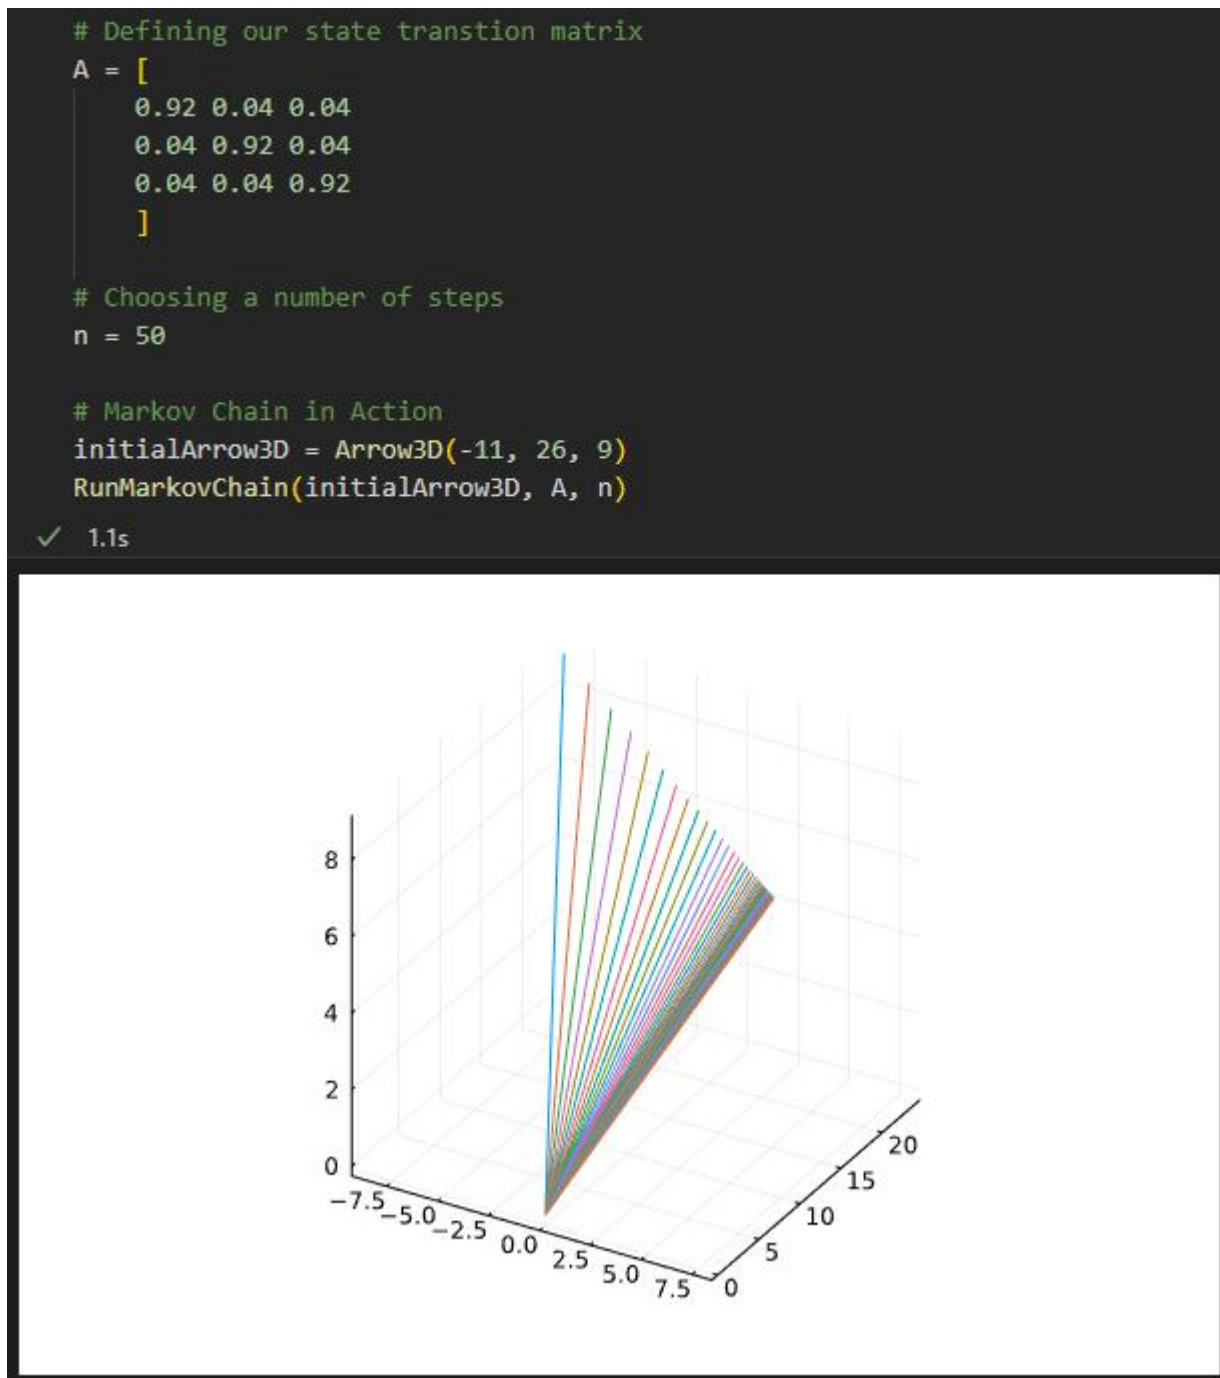 # Defining our state transtion matrix
A = [
0.92 0.04 0.04
0.04 0.92 0.04
0.04 0.04 0.92
]
# Choosing a number of steps
n = 50
# Markov Chain in Action
initialArrow3D = Arrow3D(-11, 26, 9)
RunMarkovChain(initialArrow3D, A, n)
✓ 1.1s
8
6
4
2
0
−7.5
−5.0
−2.5
0.0
2.5
5.0
7.5
0
5
10
15
20